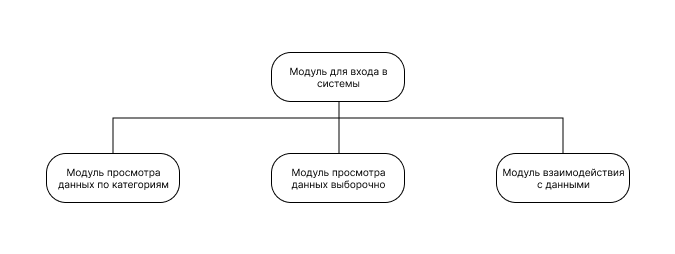 Модуль для входа в
системы
Модуль просмотра
данных по категориям
Модуль просмотра
данных выборочно
Модуль взаимодействия
с данными